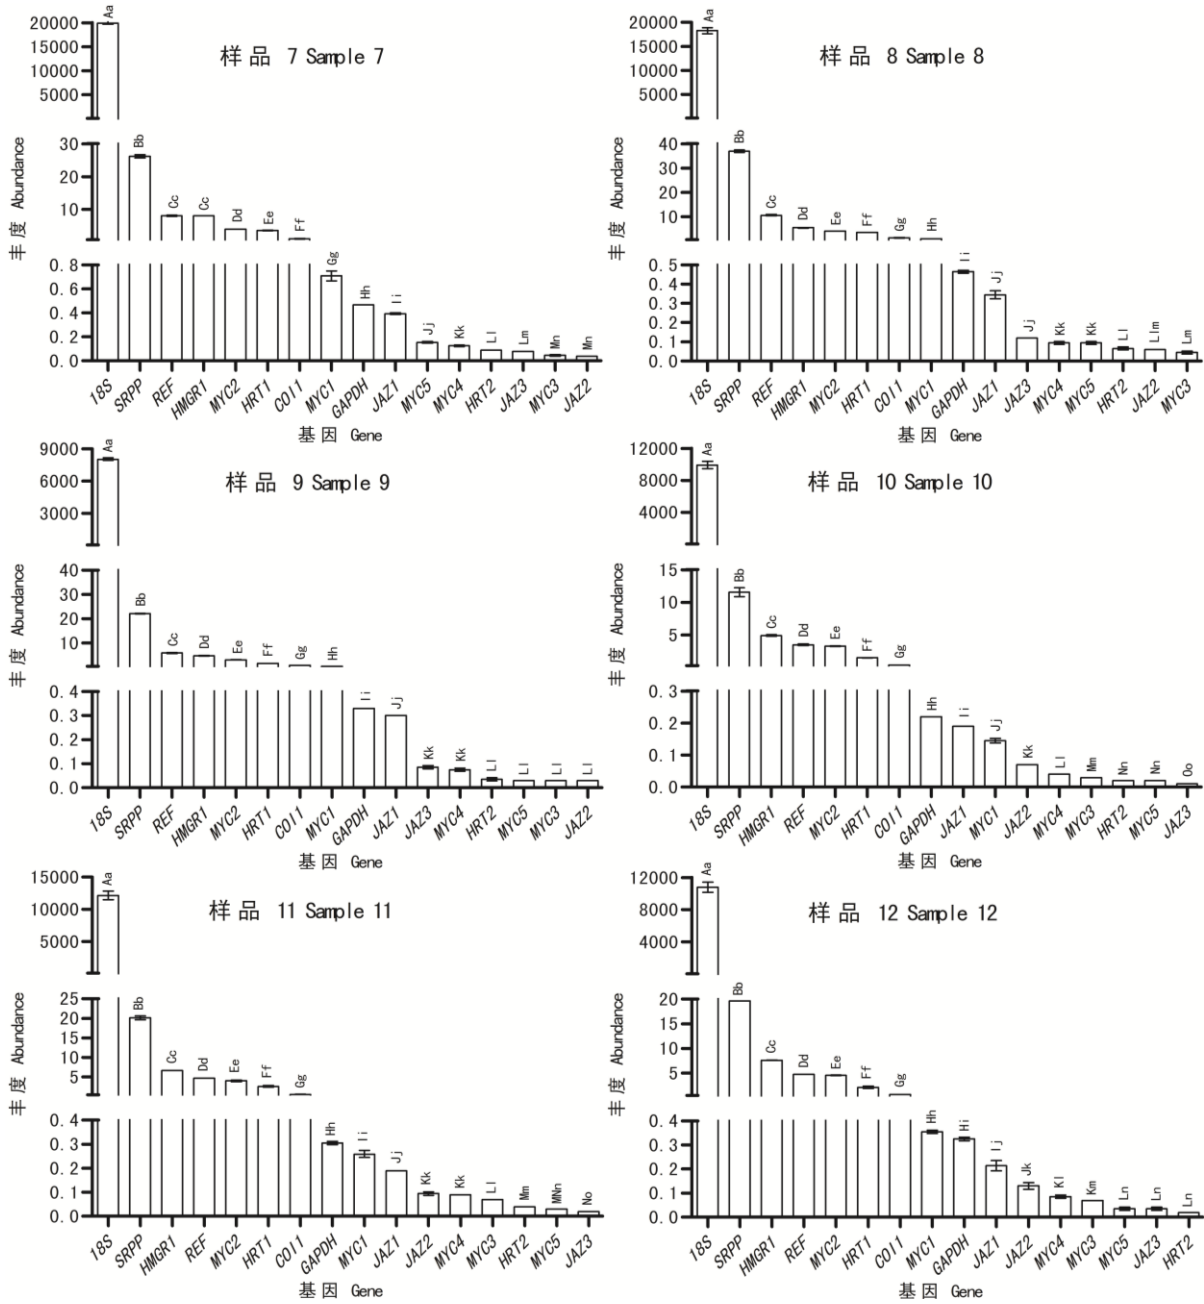 样品 7 Sample 7
丰度 Abundance
20000
15000
10000
5000
30
20
10
0.8
0.6
0.4
0.2
0.0
Aa Bb Cc Cc Dd Ee Ff Gg Hh Ii Jj Kk Ll Lm Mn Mn
18S SRPP REF HMGR1 MYC2 HRT1 COI1 MYC1 GAPDH JAZ1 MYC5 MYC4 HRT2 JAZ3 MYC3 JAZ2
基因 Gene
样品 8 Sample 8
丰度 Abundance
20000
15000
10000
5000
40
30
20
10
0.5
0.4
0.3
0.2
0.1
0.0
Aa Bb Cc Dd Ee Ff Gg Hh Ii Jj Jj Kk Kk Ll Llm Lm
18S SRPP REF HMGR1 MYC2 HRT1 COI1 MYC1 GAPDH JAZ1 JAZ3 MYC4 MYC5 HRT2 JAZ2 MYC3
基因 Gene
样品 9 Sample 9
丰度 Abundance
9000
6000
3000
40
30
20
10
0.4
0.3
0.2
0.1
0.0
Aa Bb Cc Dd Ee Ff Gg Hh Ii Jj Kk Kk Ll Ll Ll Ll
18S SRPP REF HMGR1 MYC2 HRT1 COI1 MYC1 GAPDH JAZ1 JAZ3 MYC4 HRT2 MYC5 MYC3 JAZ2
基因 Gene
样品 10 Sample 10
丰度 Abundance
12000
8000
4000
15
10
5
0.3
0.2
0.1
0.0
Aa Bb Cc Dd Ee Ff Gg Hh Ii Jj Kk Ll Mm Nn Nn Oo
18S SRPP HMGR1 REF MYC2 HRT1 COI1 GAPDH JAZ1 MYC1 JAZ2 MYC4 MYC3 HRT2 MYC5 JAZ3
基因 Gene
样品 11 Sample 11
丰度 Abundance
15000
10000
5000
25
20
15
10
5
0.4
0.3
0.2
0.1
0.0
Aa Bb Cc Dd Ee Ff Gg Hh Ii Jj Kk Kk Ll Mm MNn No
18S SRPP HMGR1 REF MYC2 HRT1 COI1 GAPDH MYC1 JAZ1 JAZ2 MYC4 MYC3 HRT2 MYC5 JAZ3
基因 Gene
样品 12 Sample 12
丰度 Abundance
12000
8000
4000
20
15
10
5
0.4
0.3
0.2
0.1
0.0
Aa Bb Cc Dd Ee Ff Gg Hh Hi Ij Jk Kl Km Ln Ln Ln
18S SRPP HMGR1 REF MYC2 HRT1 COI1 MYC1 GAPDH JAZ1 JAZ2 MYC4 MYC3 MYC5 JAZ3 HRT2
基因 Gene